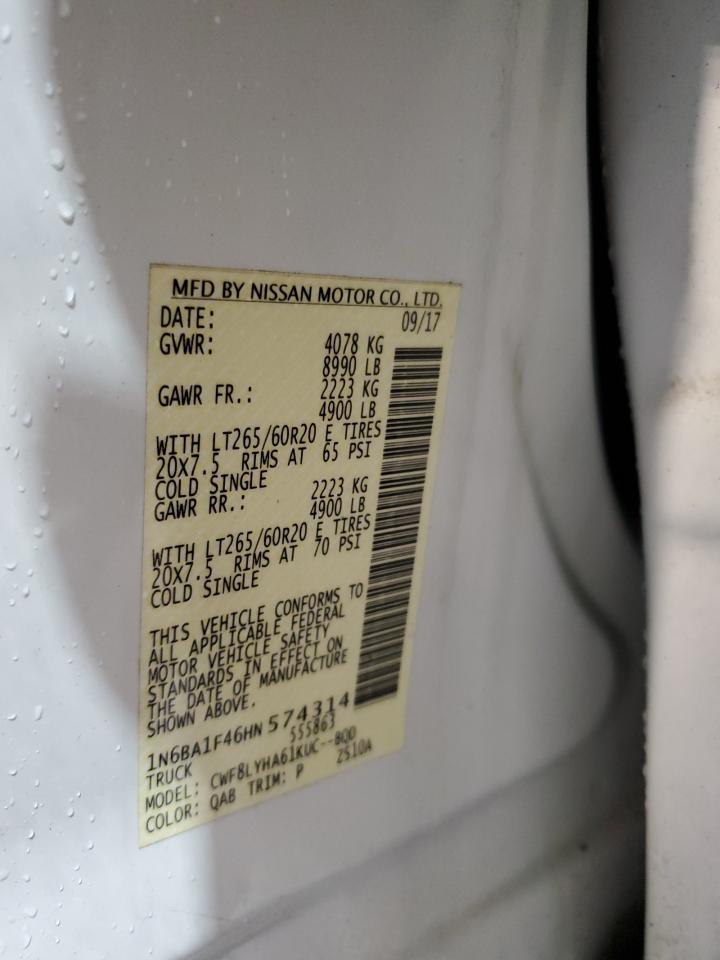 MFD BY NISSAN MOTOR CO., LTD.
DATE: 09/17
GVWR: 4078 KG
8990 LB
GAWR FR.: 2223 KG
4900 LB
WITH LT265/60R20 E TIRES
20X7.5 RIMS AT 65 PSI
COLD SINGLE
GAWR RR.: 2223 KG
4900 LB
WITH LT265/60R20 E TIRES
20X7.5 RIMS AT 70 PSI
COLD SINGLE
THIS VEHICLE CONFORMS TO
ALL APPLICABLE FEDERAL
MOTOR VEHICLE SAFETY
STANDARDS IN EFFECT ON
THE DATE OF MANUFACTURE
SHOWN ABOVE.
1N6BA1F46HN 574314
TRUCK 555863
MODEL: CWF8LYHA61KUC--BQD
COLOR: QAB TRIM: P ZS10A